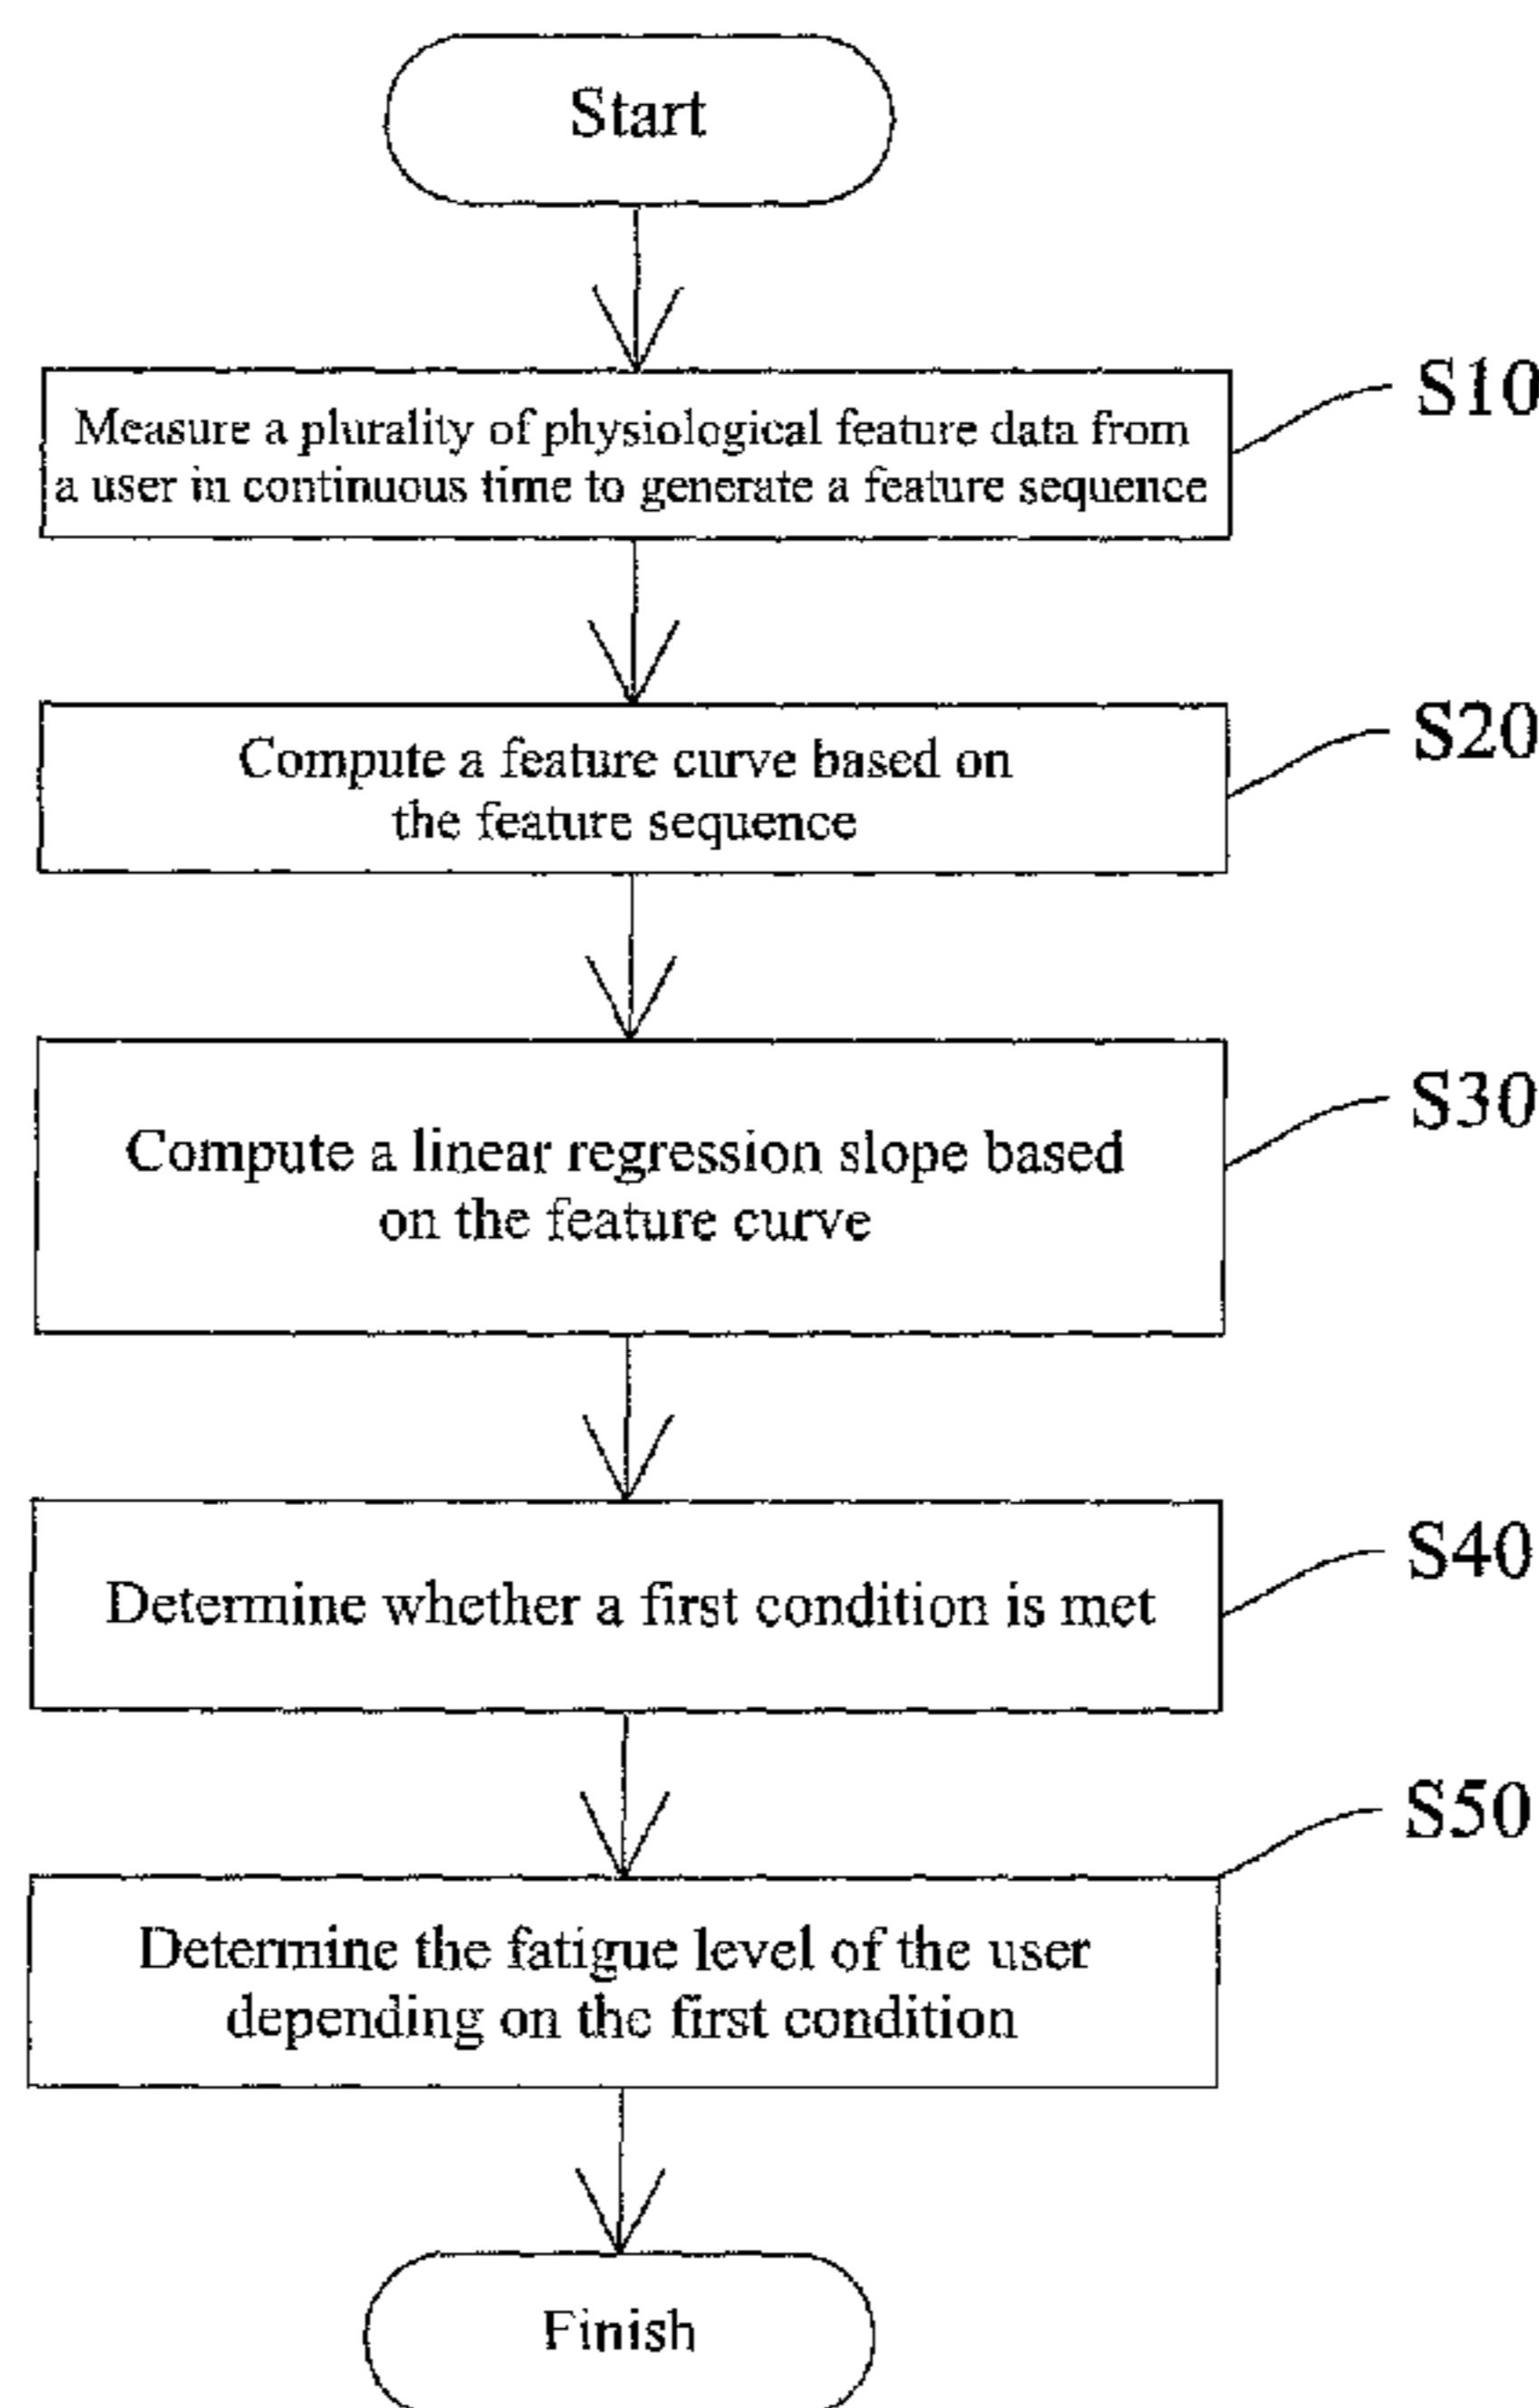 Start
Measure a plurality of physiological feature data from
a user in continuous time to generate a feature sequence
S10
Compute a feature curve based on
the feature sequence
S20
Compute a linear regression slope based
on the feature curve
S30
Determine whether a first condition is met
S40
Determine the fatigue level of the user
depending on the first condition
S50
Finish